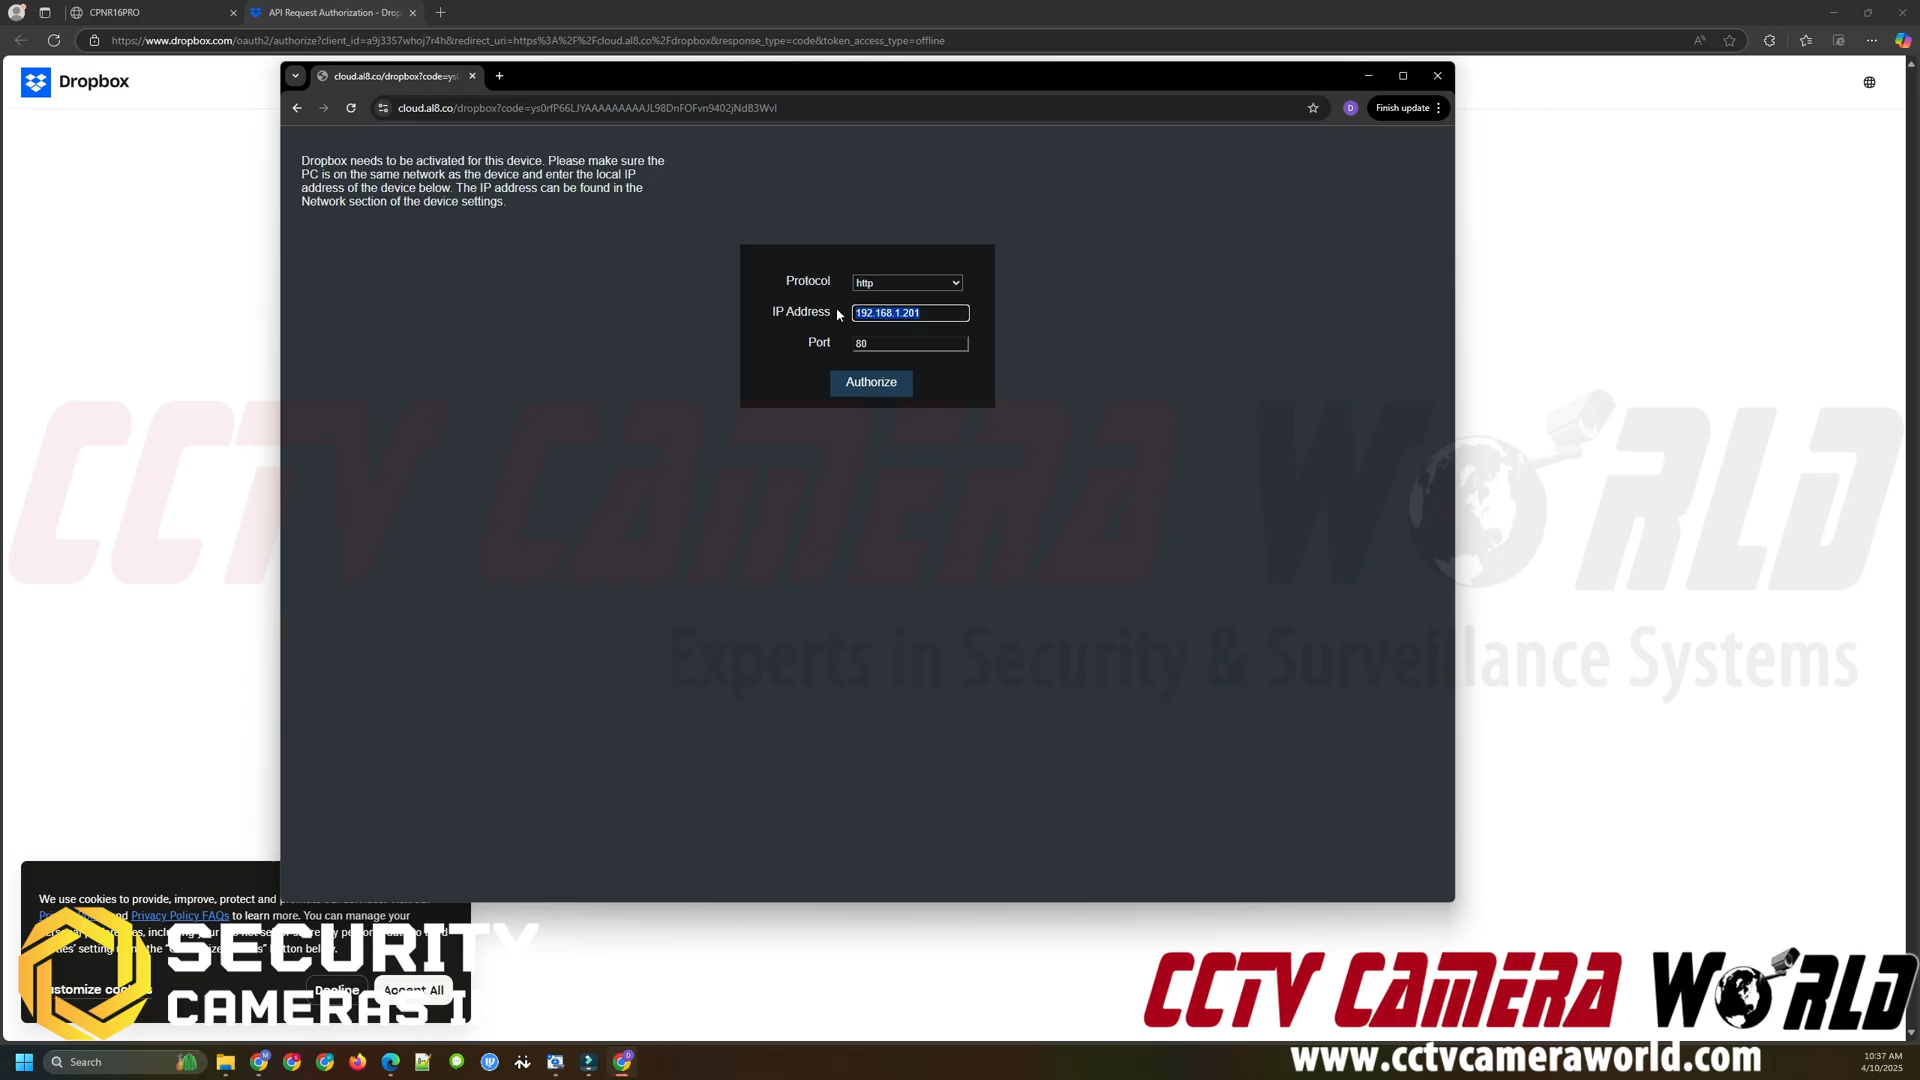 CPNR16PRO
API Request Authorization - Drop
https://www.dropbox.com/oauth2/authorize?client_id=a9j3357whoj7r4h&redirect_uri=https%3A%2F%2Fcloud.al8.co%2Fdropbox&response_type=code&token_access_type=offline
Dropbox
cloud.al8.co/dropbox?code=ys0
cloud.al8.co/dropbox?code=ys0rfP66LJYAAAAAAAAAJL98DnFOFvn9402jNdB3WvI
D
Finish update
Dropbox needs to be activated for this device. Please make sure the
PC is on the same network as the device and enter the local IP
address of the device below. The IP address can be found in the
Network section of the device settings.
Protocol
http
IP Address
192.168.1.201
Port
80
Authorize
CCTV CAMERA WORLD
Experts in Security & Surveillance Systems
We use cookies to provide, improve, protect and
and Privacy Policy FAQs to learn more. You can manage your
Decline
Accept All
SECURITY
CAMERAS
CCTV CAMERA WORLD
www.cctvcameraworld.com
Search
10:37 AM
4/10/2025